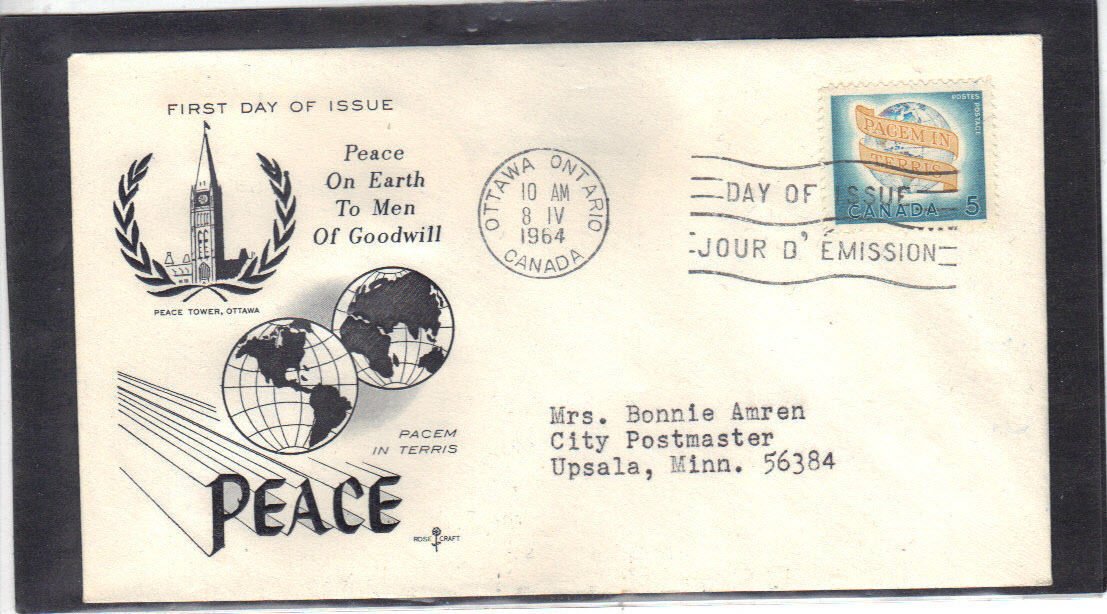 FIRST DAY OF ISSUE
Peace
On Earth
To Men
Of Goodwill
PEACE TOWER, OTTAWA
PACEM
IN TERRIS
PEACE
ROSE CRAFT
OTTAWA ONTARIO
10 AM
8 IV
1964
CANADA
DAY OF ISSUE
JOUR D' EMISSION
POSTES POSTAGE
PACEM IN
TERRIS
CANADA 5
Mrs. Bonnie Amren
City Postmaster
Upsala, Minn. 56384